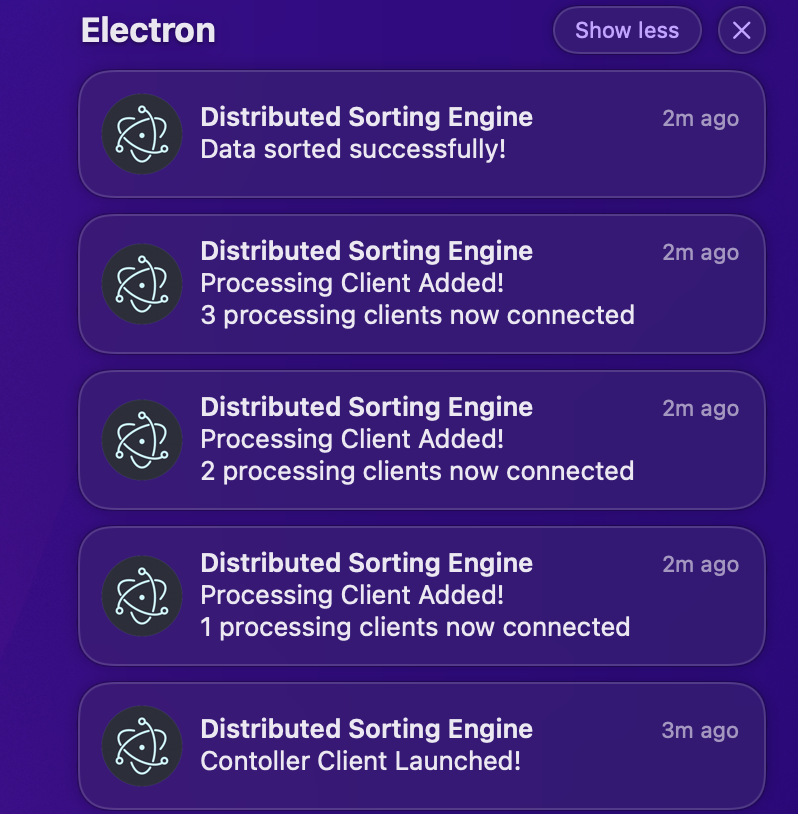 Electron
Show less
Distributed Sorting Engine
2m ago
Data sorted successfully!
Distributed Sorting Engine
2m ago
Processing Client Added!
3 processing clients now connected
Distributed Sorting Engine
2m ago
Processing Client Added!
2 processing clients now connected
Distributed Sorting Engine
2m ago
Processing Client Added!
1 processing clients now connected
Distributed Sorting Engine
3m ago
Contoller Client Launched!